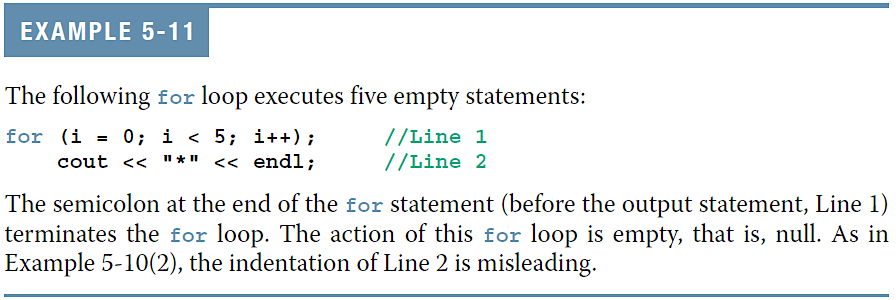 EXAMPLE 5-11
The following for loop executes five empty statements:
for (i = 0; i < 5; i++); //Line 1
cout << "*" << endl; //Line 2
The semicolon at the end of the for statement (before the output statement, Line 1)
terminates the for loop. The action of this for loop is empty, that is, null. As in
Example 5-10(2), the indentation of Line 2 is misleading.